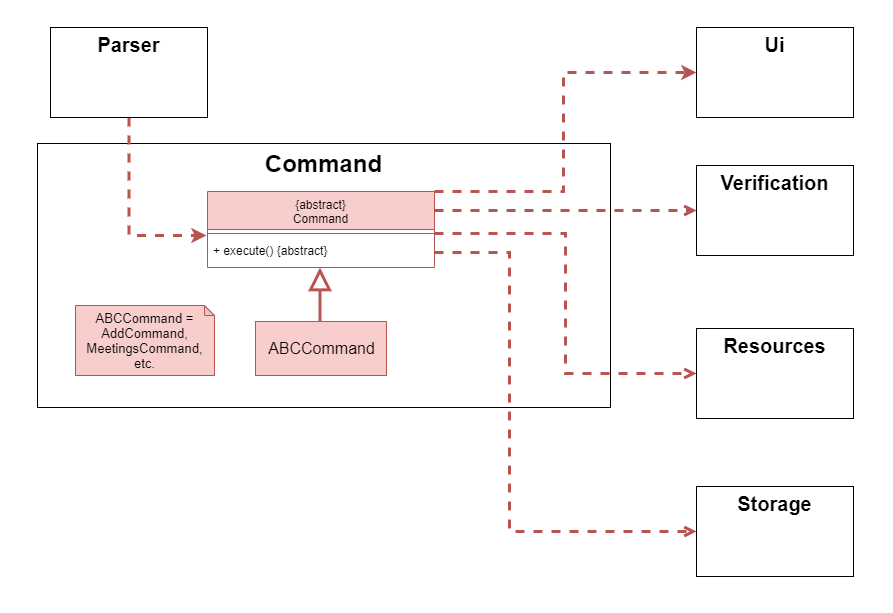 Parser
Ui
Command
Verification
{abstract}
Command
+ execute() {abstract}
ABCCommand =
AddCommand,
MeetingsCommand,
etc.
ABCCommand
Resources
Storage